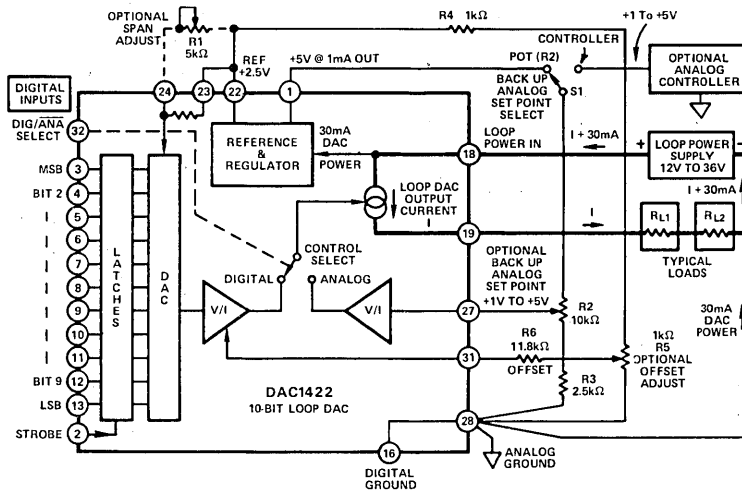 OPTIONAL
SPAN
ADJUST
R1
5kΩ
R4 1kΩ
+1 To +5V
CONTROLLER
REF
+2.5V
+5V @ 1mA OUT
POT (R2)
OPTIONAL
ANALOG
CONTROLLER
DIGITAL
INPUTS
24
23
22
1
BACK UP
ANALOG
SET POINT
SELECT
S1
DIG/ANA
SELECT
32
REFERENCE
&
REGULATOR
30mA
DAC
POWER
LOOP
POWER IN
18
I + 30mA
+
LOOP POWER
SUPPLY
12V TO 36V
–
I + 30mA
MSB 3
BIT 2 4
5
6
7
8
9
10
11
BIT 9 12
LSB 13
STROBE 2
LATCHES
DAC
LOOP DAC
OUTPUT
CURRENT
I
19
I
RL1
RL2
TYPICAL
LOADS
CONTROL
SELECT
DIGITAL
ANALOG
OPTIONAL
BACK UP
ANALOG
SET POINT
+1V TO +5V
V/I
V/I
27
R2
10kΩ
30mA
DAC
POWER
31
R6
11.8kΩ
OFFSET
1kΩ
R5
OPTIONAL
OFFSET
ADJUST
R3
2.5kΩ
DAC1422
10-BIT LOOP DAC
28
16
DIGITAL
GROUND
ANALOG
GROUND